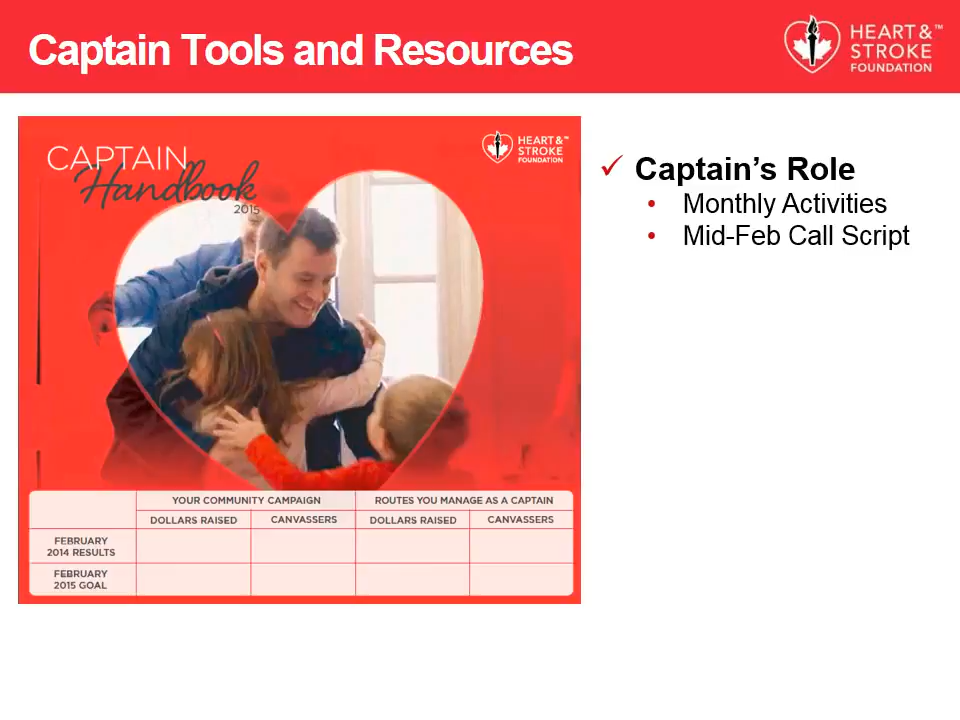 Captain Tools and Resources
HEART &™
STROKE
FOUNDATION
CAPTAIN
Handbook
2015
HEART &™
STROKE
FOUNDATION
YOUR COMMUNITY CAMPAIGN
ROUTES YOU MANAGE AS A CAPTAIN
DOLLARS RAISED
CANVASSERS
DOLLARS RAISED
CANVASSERS
FEBRUARY
2014 RESULTS
FEBRUARY
2015 GOAL
✓ Captain's Role
• Monthly Activities
• Mid-Feb Call Script